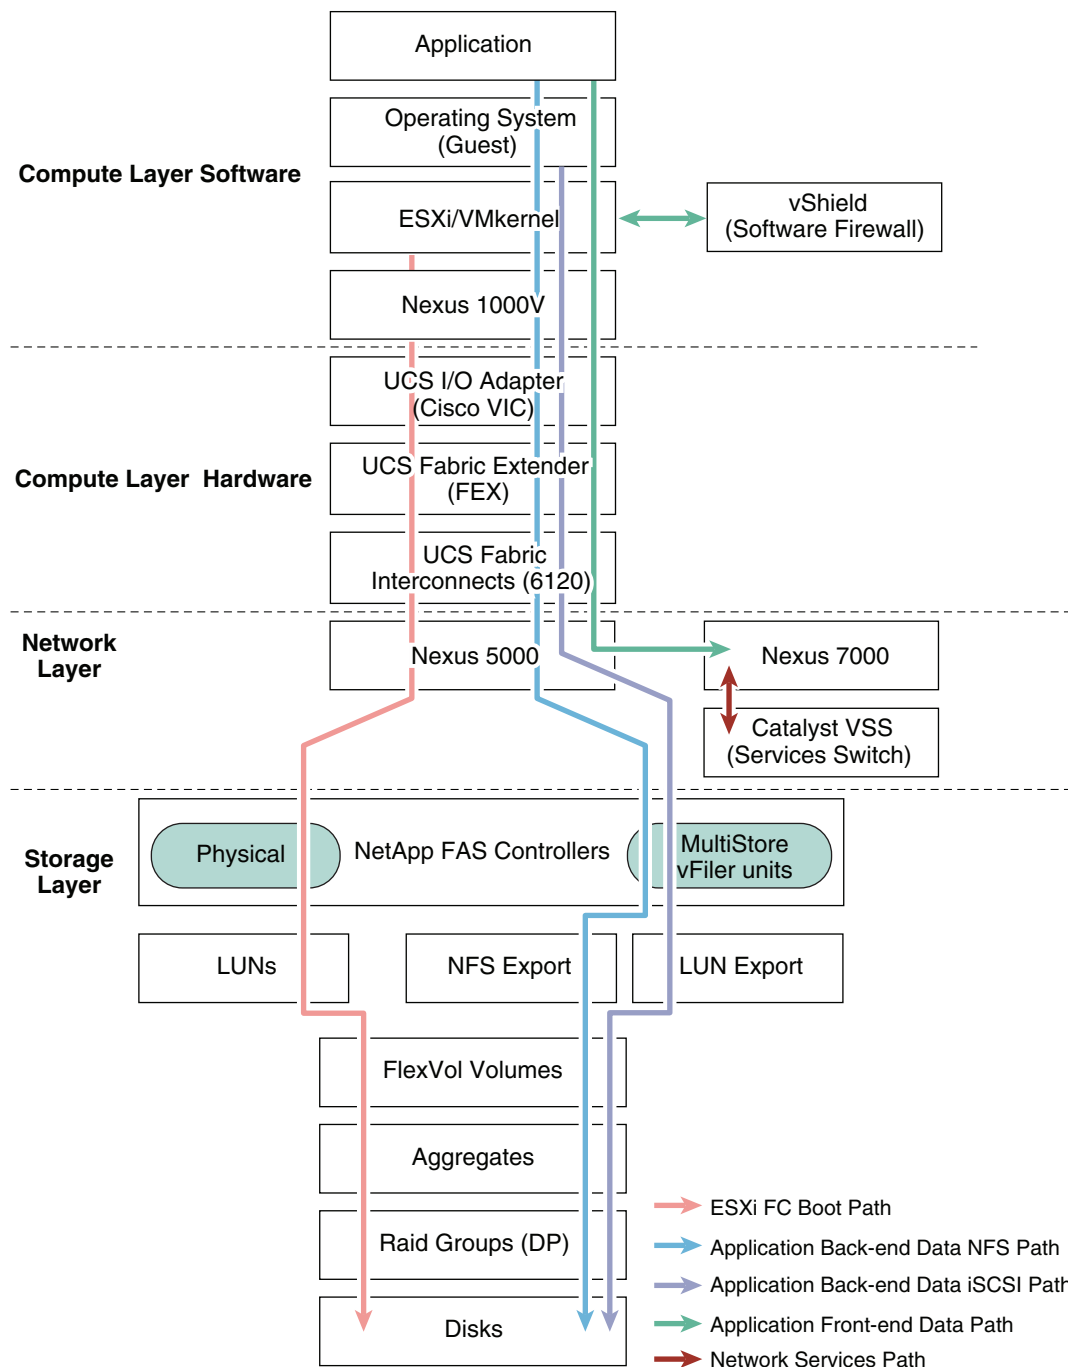 Application
Operating System
(Guest)
Compute Layer Software
ESXi/VMkernel
vShield
(Software Firewall)
Nexus 1000V
UCS I/O Adapter
(Cisco VIC)
Compute Layer Hardware
UCS Fabric Extender
(FEX)
UCS Fabric
Interconnects (6120)
Network
Layer
Nexus 5000
Nexus 7000
Catalyst VSS
(Services Switch)
Storage
Layer
Physical
NetApp FAS Controllers
MultiStore
vFiler units
LUNs
NFS Export
LUN Export
FlexVol Volumes
Aggregates
Raid Groups (DP)
Disks
ESXi FC Boot Path
Application Back-end Data NFS Path
Application Back-end Data iSCSI Path
Application Front-end Data Path
Network Services Path